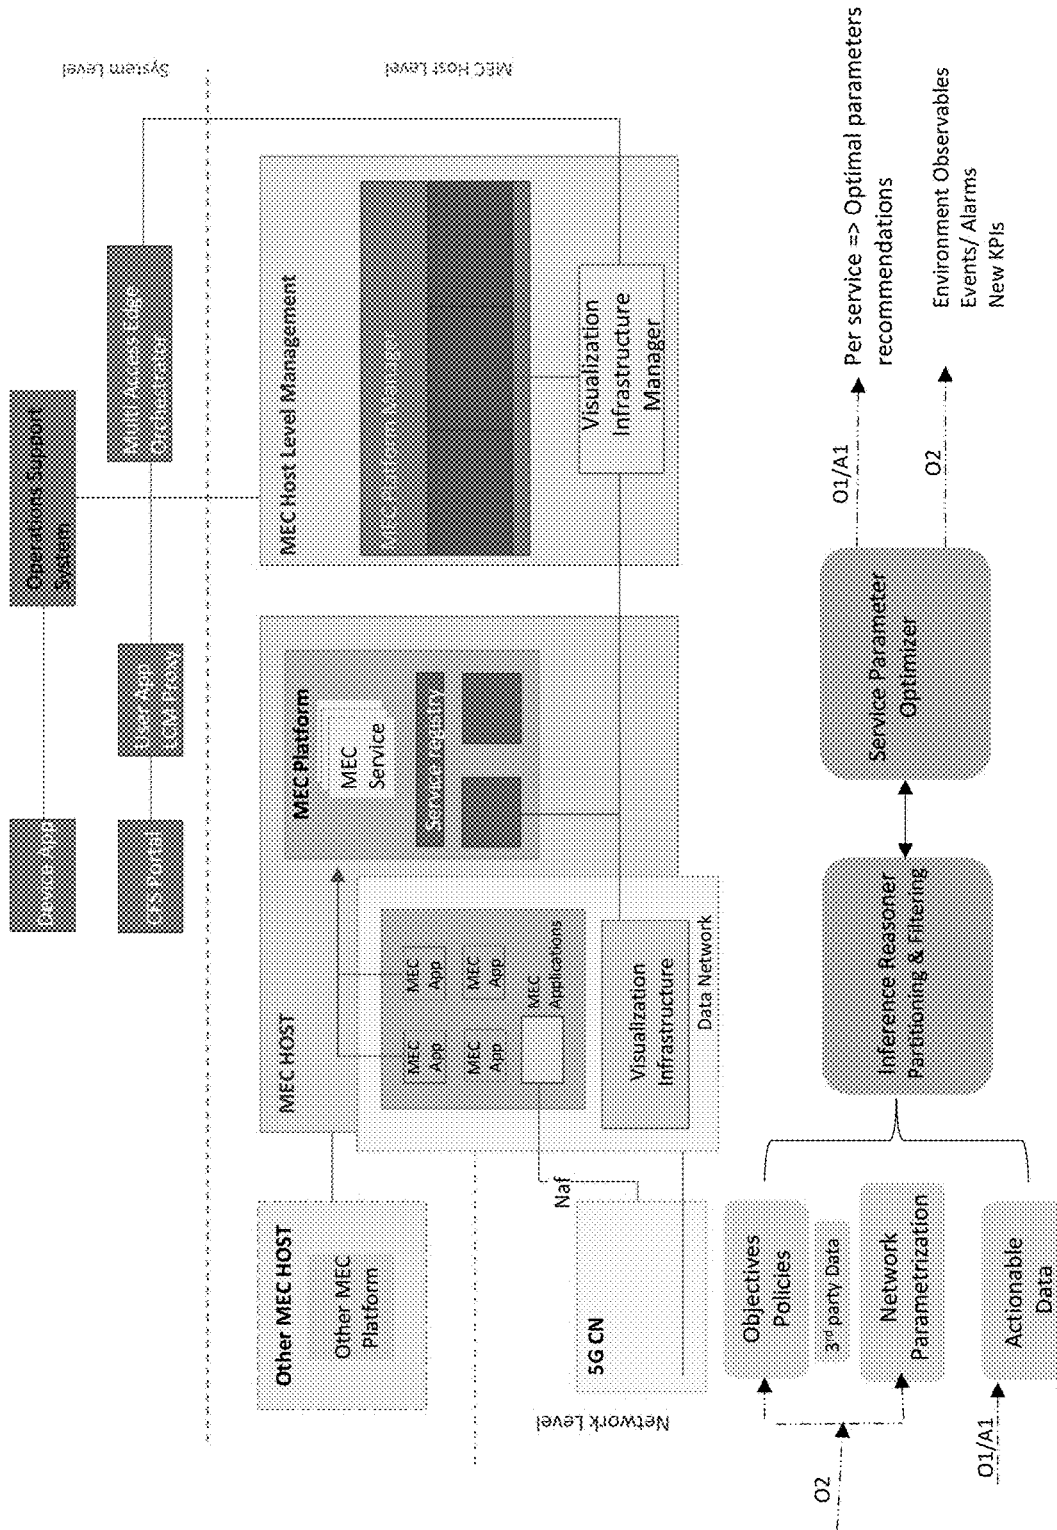 System Level
Device App
Operations Support
System
CFS Portal
User App
LCM Proxy
Multi Access Edge
Orchestrator
MEC Host Level
Other MEC HOST
Other MEC
Platform
MEC HOST
MEC Platform
MEC
Service
Service registry
MEC
App
MEC
App
MEC
App
MEC
App
MEC
Applications
Visualization
Infrastructure
Data Network
MEC Host Level Management
Visualization
Infrastructure
Manager
Network Level
5G CN
Naf
O2
O1/A1
Objectives
Policies
3rd party Data
Network
Parametrization
Actionable
Data
Inference Reasoner
Partitioning & Filtering
Service Parameter
Optimizer
O1/A1
Per service => Optimal parameters
recommendations
O2
Environment Observables
Events/ Alarms
New KPIs